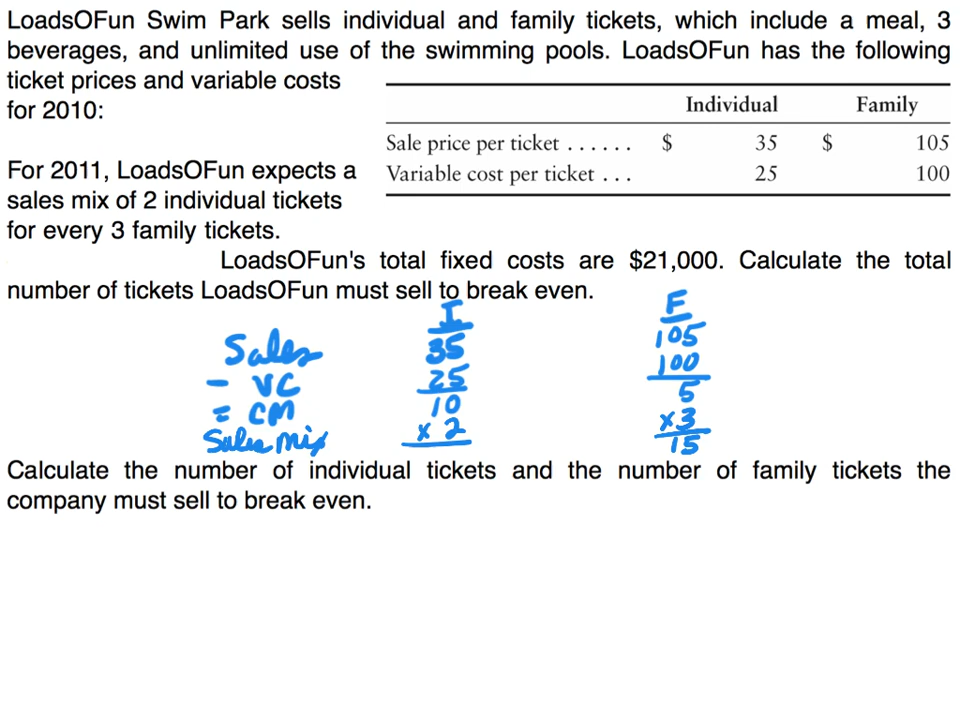 LoadsOFun Swim Park sells individual and family tickets, which include a meal, 3
beverages, and unlimited use of the swimming pools. LoadsOFun has the following
ticket prices and variable costs
for 2010:
Individual Family
Sale price per ticket . . . . . . $ 35 $ 105
Variable cost per ticket . . . 25 100
For 2011, LoadsOFun expects a
sales mix of 2 individual tickets
for every 3 family tickets.
LoadsOFun's total fixed costs are $21,000. Calculate the total
number of tickets LoadsOFun must sell to break even.
I F
Sales 35 105
- VC 25 100
= CM 10 5
Sales mix x 2 x 3
15
Calculate the number of individual tickets and the number of family tickets the
company must sell to break even.